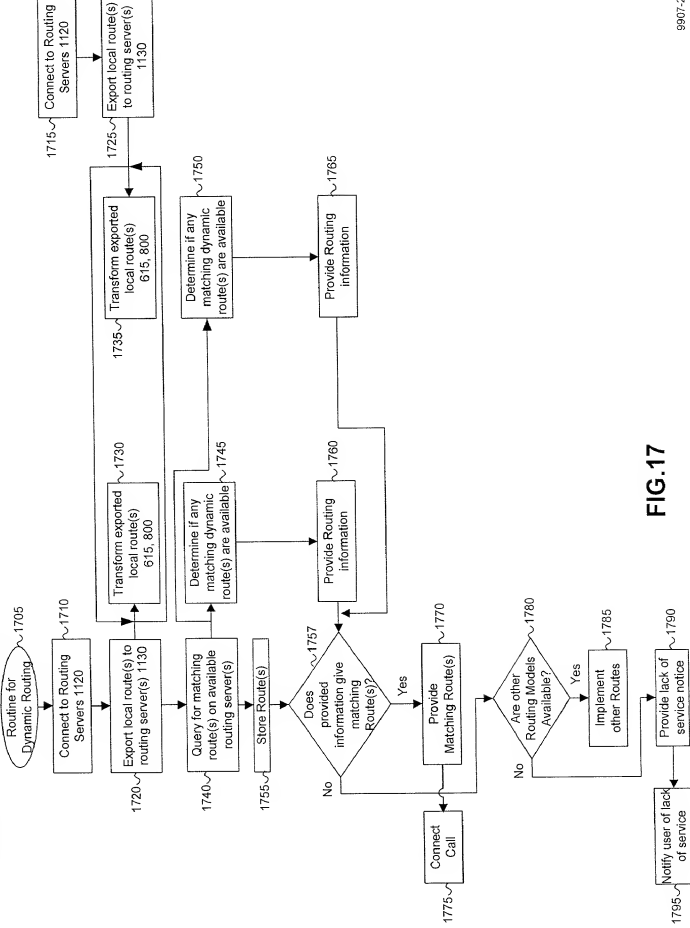 9907-2
Routine for
Dynamic Routing
1705
Connect to Routing
Servers 1120
1710
Export local route(s) to
routing server(s) 1130
1720
Query for matching
route(s) on available
routing server(s)
1740
Store Route(s)
1755
Does
provided
information give
matching
Route(s)?
1757
Yes
No
Provide
Matching Route(s)
1770
Connect
Call
1775
Are other
Routing Models
Available?
1780
Yes
No
Implement
other Routes
1785
Provide lack of
service notice
1790
Notify user of lack
of service
1795
Transform exported
local route(s)
615, 800
1730
Determine if any
matching dynamic
route(s) are available
1745
Provide Routing
information
1760
Connect to Routing
Servers 1120
1715
Export local route(s)
to routing server(s)
1130
1725
Transform exported
local route(s)
615, 800
1735
Determine if any
matching dynamic
route(s) are available
1750
Provide Routing
information
1765
FIG.17